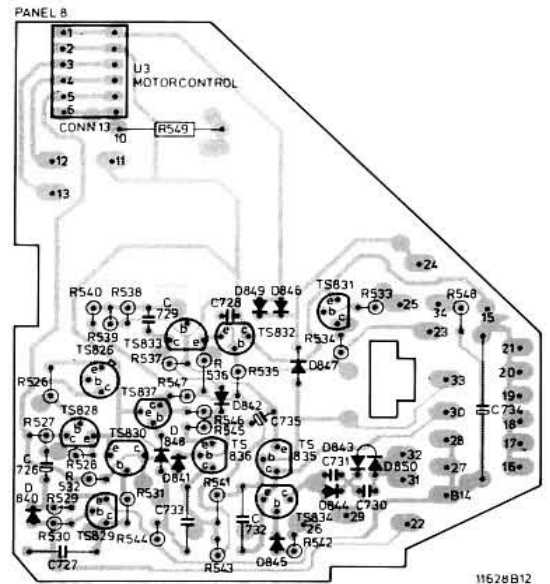 PANEL 8
1
2
3
4
5
6
U3
MOTORCONTROL
CONN 13
10
R549
12
11
13
24
R540
R538
C
729
C728
D849
D846
TS831
R533
25
34
R548
15
R539
TS826
TS833
TS832
R534
23
21
R537
R
536
R535
D847
20
R526
R547
D842
33
19
TS837
R546
C735
30
C734
18
R527
TS828
R545
D
848
TS
836
TS
835
D843
28
17
C
726
R528
TS830
C731
D850
32
27
16
R
532
D841
R541
31
D
840
R529
R531
D844
C730
B14
R530
TS829
C733
C
732
TS834
26
29
22
R544
R542
C727
R543
D845
e
b
c
11628B12